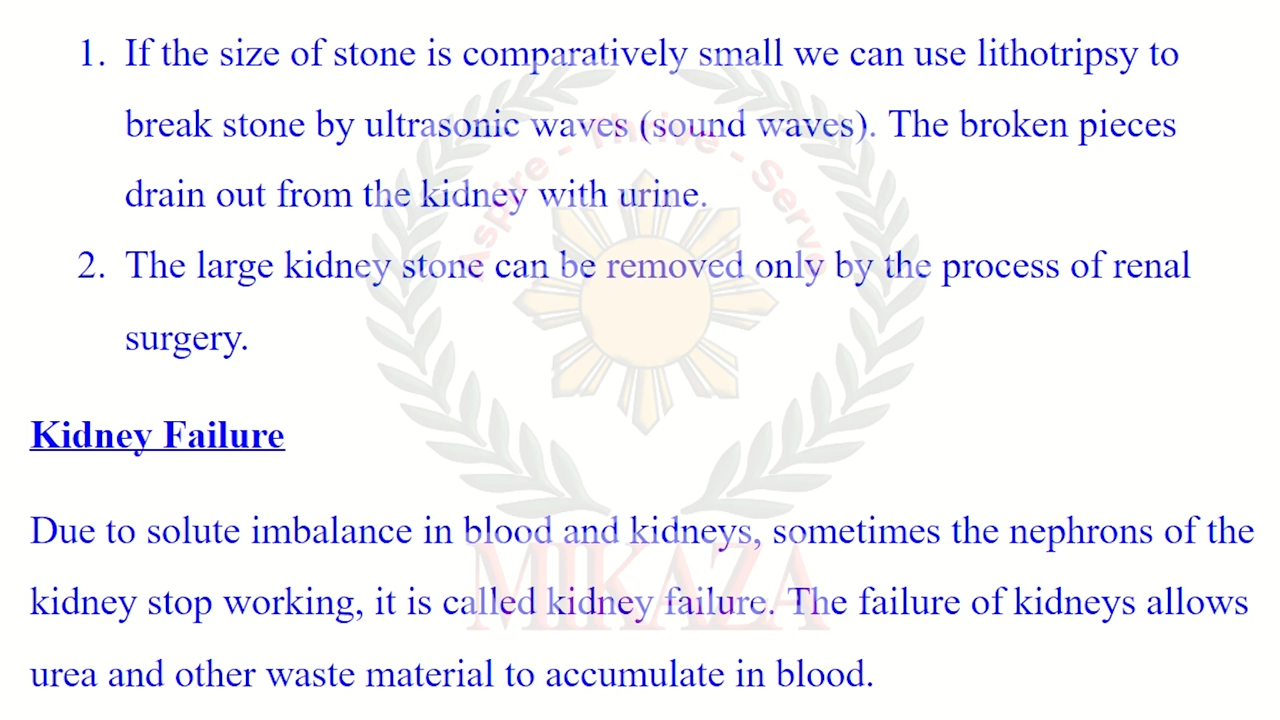 1. If the size of stone is comparatively small we can use lithotripsy to
break stone by ultrasonic waves (sound waves). The broken pieces
drain out from the kidney with urine.
2. The large kidney stone can be removed only by the process of renal
surgery.
Kidney Failure
Due to solute imbalance in blood and kidneys, sometimes the nephrons of the
kidney stop working, it is called kidney failure. The failure of kidneys allows
urea and other waste material to accumulate in blood.
Aspire - Thrive - Serve
MIKAZA